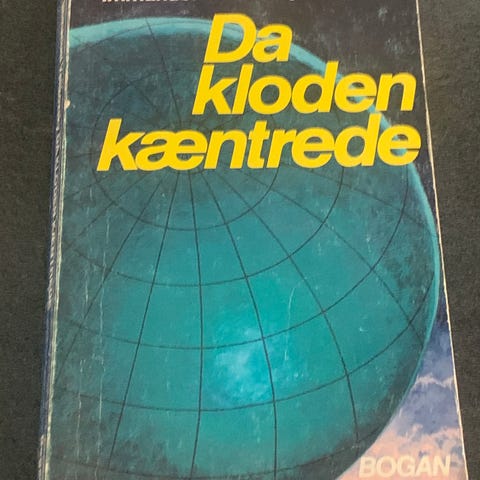 Da
kloden
kæntrede
BOGAN